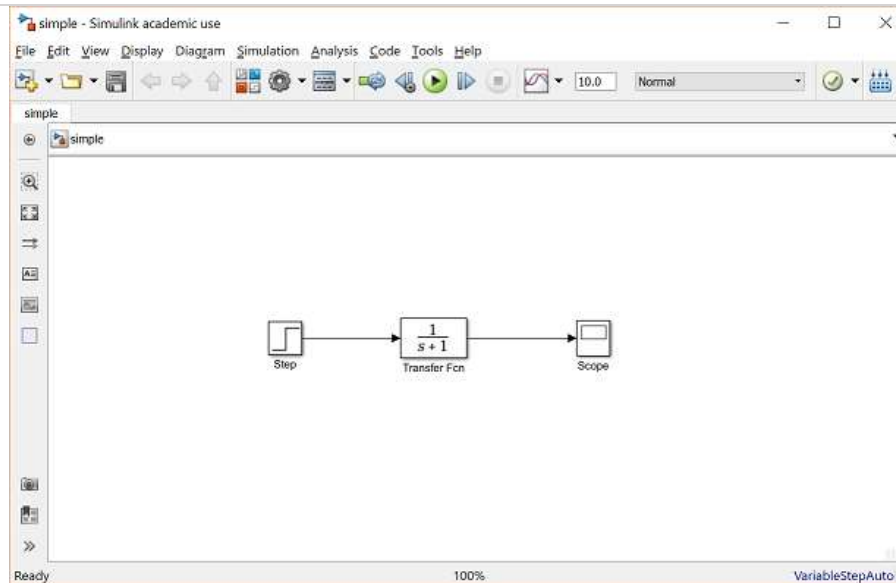 simple - Simulink academic use
File Edit View Display Diagram Simulation Analysis Code Tools Help
10.0 Normal
simple
simple
1
s + 1
Step
Transfer Fcn
Scope
Ready 100% VariableStepAuto